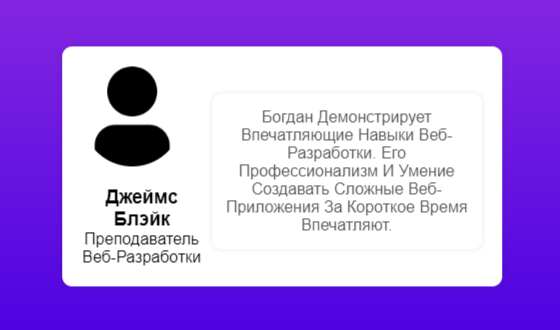 Джеймс
Блэйк
Преподаватель
Веб-Разработки
Богдан Демонстрирует
Впечатляющие Навыки Веб-
Разработки. Его
Профессионализм И Умение
Создавать Сложные Веб-
Приложения За Короткое Время
Впечатляют.